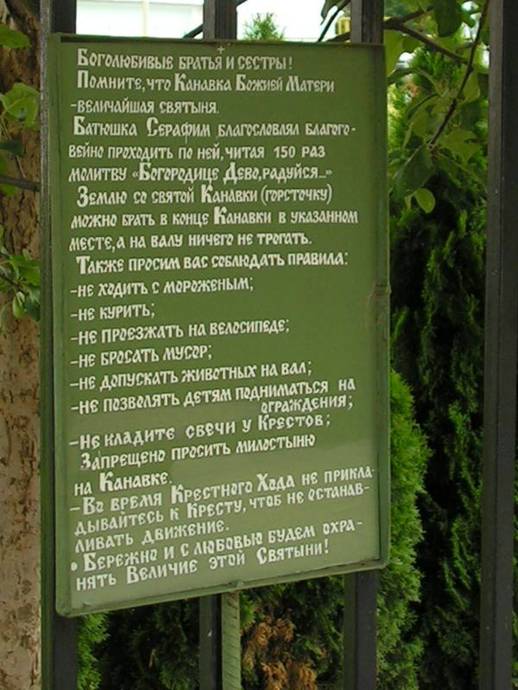 Боголюбивые братья и сестры!
Помните, что Канавка Божией Матери
-величайшая святыня.
Батюшка Серафим благословлял благого-
вейно проходить по ней, читая 150 раз
молитву «Богородице Дево, радуйся...»
Землю со святой Канавки (горсточку)
можно брать в конце Канавки в указанном
месте, а на валу ничего не трогать.
Также просим вас соблюдать правила:
-не ходить с мороженым;
-не курить;
-не проезжать на велосипеде;
-не бросать мусор;
-не допускать животных на вал;
-не позволять детям подниматься на
ограждения;
-не кладите свечи у Крестов;
Запрещено просить милостыню
на Канавке.
-Во время Крестного Хода не прикла-
дывайтесь к Кресту, чтоб не останав-
ливать движение.
• Бережно и с любовью будем охра-
нять Величие этой Святыни!